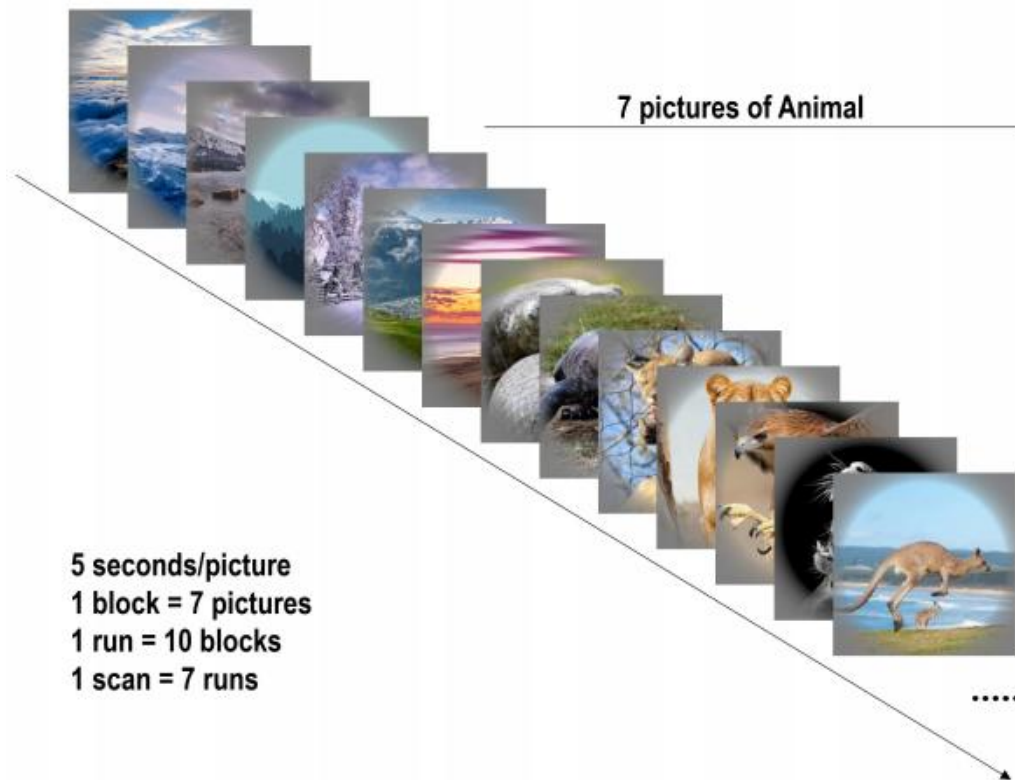 7 pictures of Animal
5 seconds/picture
1 block = 7 pictures
1 run = 10 blocks
1 scan = 7 runs
.....